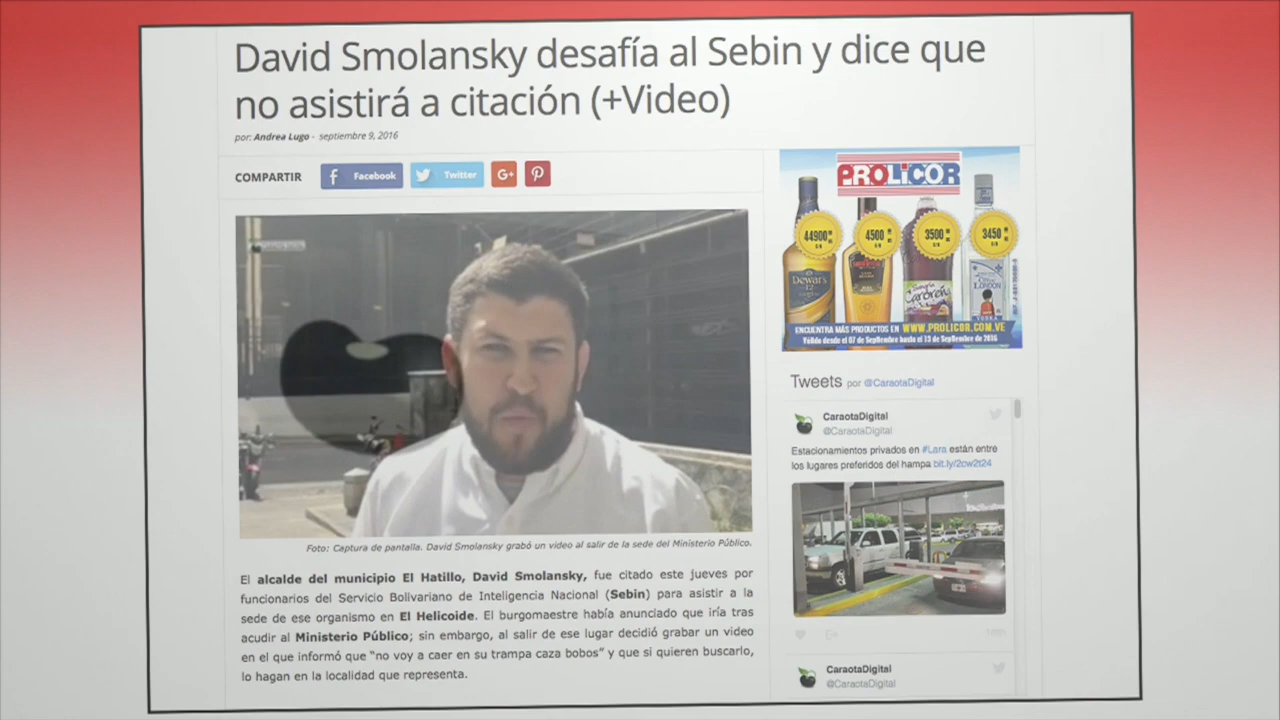 David Smolansky desafía al Sebin y dice que
no asistirá a citación (+Video)
por: Andrea Lugo - septiembre 9, 2016
COMPARTIR
Facebook
Twitter
G+
Foto: Captura de pantalla. David Smolansky grabó un video al salir de la sede del Ministerio Público.
El alcalde del municipio El Hatillo, David Smolansky, fue citado este jueves por
funcionarios del Servicio Bolivariano de Inteligencia Nacional (Sebin) para asistir a la
sede de ese organismo en El Helicoide. El burgomaestre había anunciado que iría tras
acudir al Ministerio Público; sin embargo, al salir de ese lugar decidió grabar un video
en el que informó que “no voy a caer en su trampa caza bobos” y que si quieren buscarlo,
lo hagan en la localidad que representa.
PROLICOR
44900
4500
3500
3450
Dewar's
12
Caroreña
LONDON
ENCUENTRA MÁS PRODUCTOS EN WWW.PROLICOR.COM.VE
Válido desde el 07 de Septiembre hasta el 13 de Septiembre de 2016
Tweets por @CaraotaDigital
CaraotaDigital
@CaraotaDigital
Estacionamientos privados en #Lara están entre
los lugares preferidos del hampa bit.ly/2ow2t24
CaraotaDigital
@CaraotaDigital